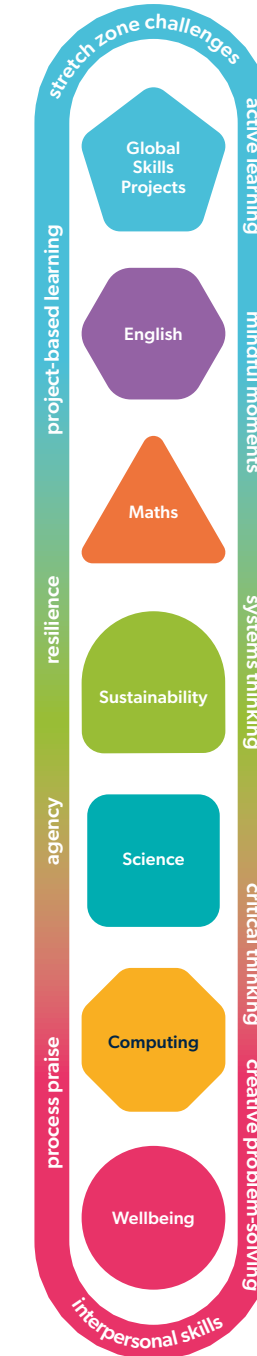 stretch zone challenges
active learning
mindful moments
systems thinking
critical thinking
creative problem-solving
interpersonal skills
process praise
agency
resilience
project-based learning
Global
Skills
Projects
English
Maths
Sustainability
Science
Computing
Wellbeing